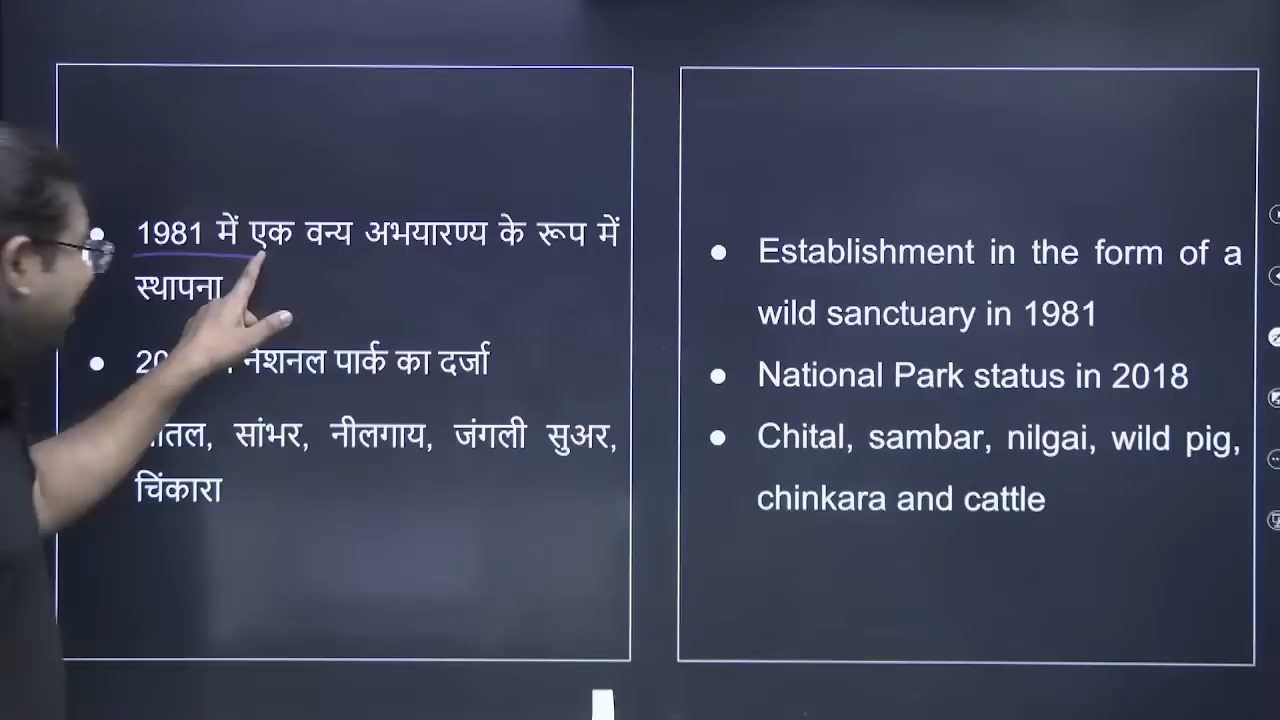 1981 में एक वन्य अभयारण्य के रूप में
स्थापना
नेशनल पार्क का दर्जा
सांभर, नीलगाय, जंगली सुअर,
चिंकारा
Establishment in the form of a
wild sanctuary in 1981
National Park status in 2018
Chital, sambar, nilgai, wild pig,
chinkara and cattle